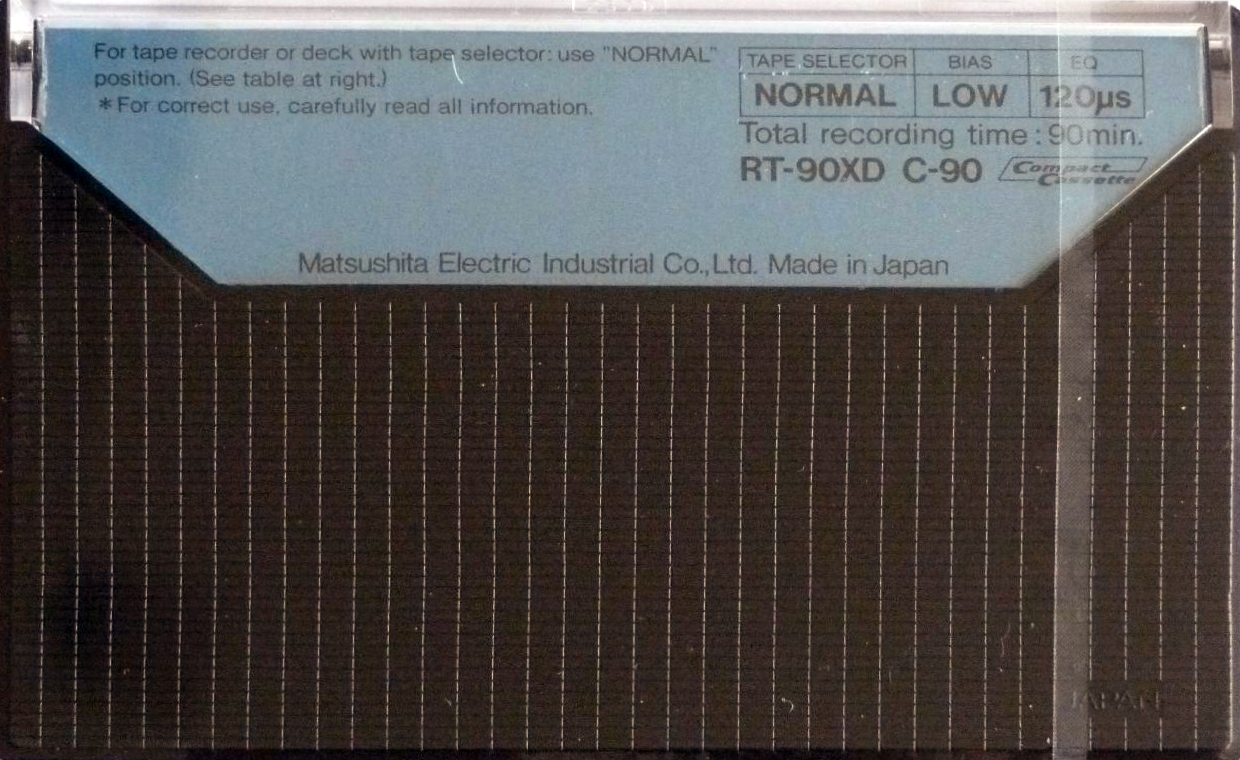 For tape recorder or deck with tape selector: use "NORMAL"
position. (See table at right.)
*For correct use, carefully read all information.
TAPE SELECTOR BIAS EQ
NORMAL LOW 120μs
Total recording time : 90min.
RT-90XD C-90 Compact Cassette
Matsushita Electric Industrial Co., Ltd. Made in Japan
JAPAN